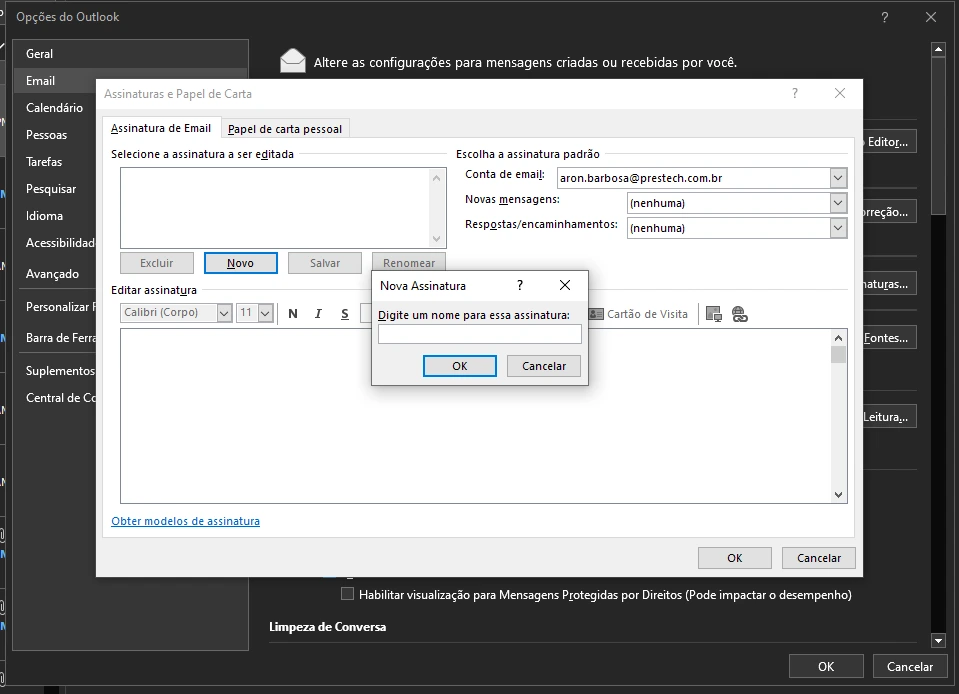 Opções do Outlook
Geral
Email
Calendário
Pessoas
Tarefas
Pesquisar
Idioma
Acessibilidad
Avançado
Personalizar F
Barra de Ferra
Suplementos
Central de Co
Altere as configurações para mensagens criadas ou recebidas por você.
Editor...
orreção...
naturas...
Fontes...
Leitura...
Assinaturas e Papel de Carta
Assinatura de Email
Papel de carta pessoal
Selecione a assinatura a ser editada
Excluir
Novo
Salvar
Renomear
Escolha a assinatura padrão
Conta de email: aron.barbosa@prestech.com.br
Novas mensagens: (nenhuma)
Respostas/encaminhamentos: (nenhuma)
Editar assinatura
Calibri (Corpo) 11 N I S
Cartão de Visita
Nova Assinatura
Digite um nome para essa assinatura:
OK
Cancelar
Obter modelos de assinatura
OK
Cancelar
Habilitar visualização para Mensagens Protegidas por Direitos (Pode impactar o desempenho)
Limpeza de Conversa
OK
Cancelar